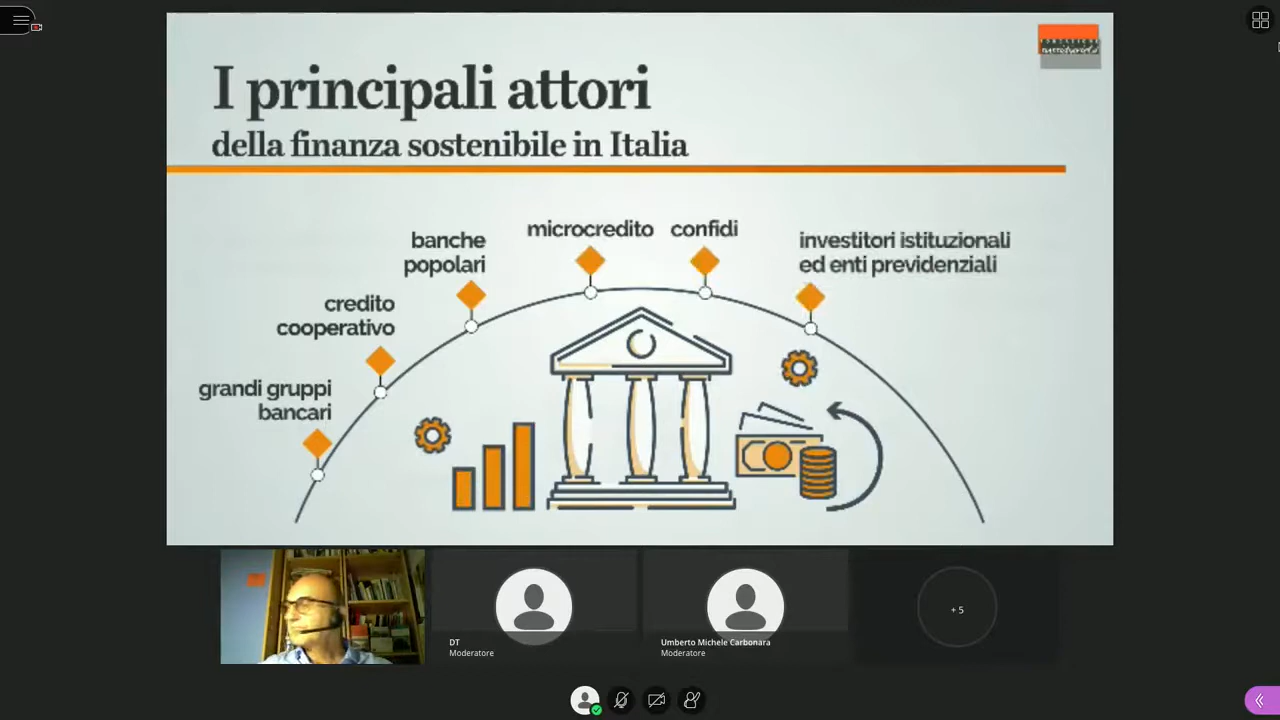 I principali attori
della finanza sostenibile in Italia
microcredito
confidi
banche
popolari
investitori istituzionali
ed enti previdenziali
credito
cooperativo
grandi gruppi
bancari
DT
Moderatore
Umberto Michele Carbonara
Moderatore
+ 5